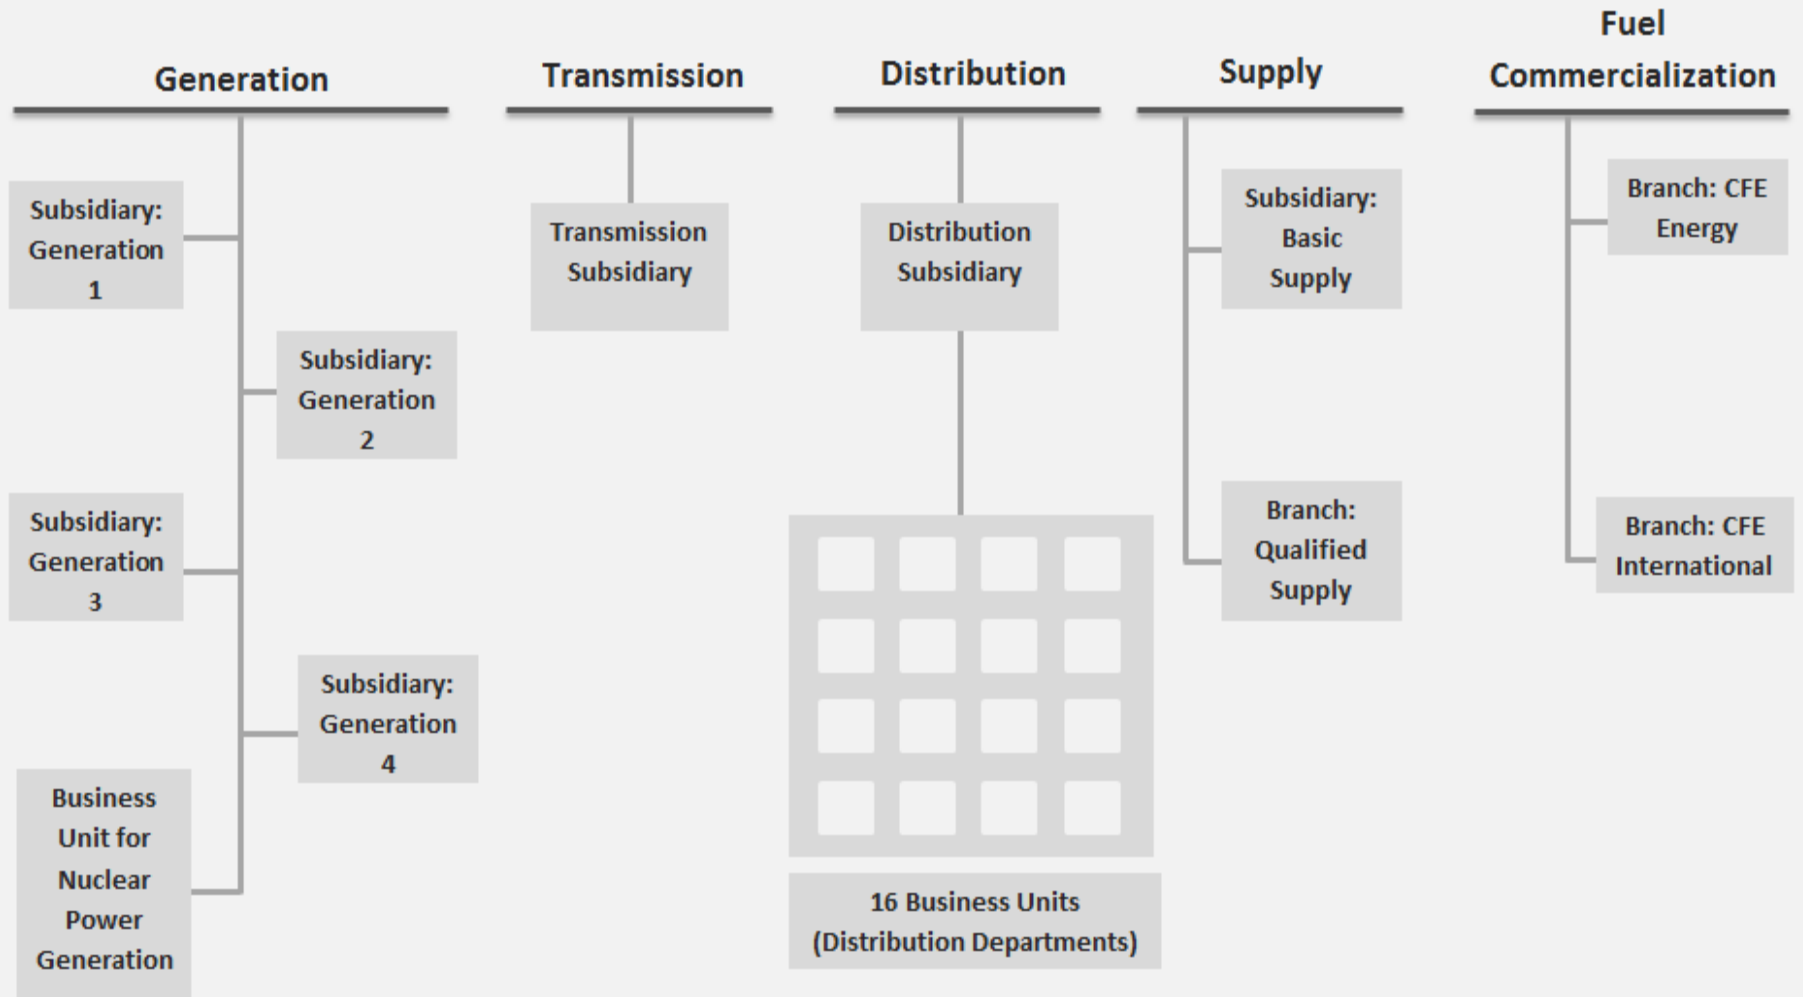 Generation
Subsidiary:
Generation
1
Subsidiary:
Generation
2
Subsidiary:
Generation
3
Subsidiary:
Generation
4
Business
Unit for
Nuclear
Power
Generation
Transmission
Transmission
Subsidiary
Distribution
Distribution
Subsidiary
16 Business Units
(Distribution Departments)
Supply
Subsidiary:
Basic
Supply
Branch:
Qualified
Supply
Fuel
Commercialization
Branch: CFE
Energy
Branch: CFE
International